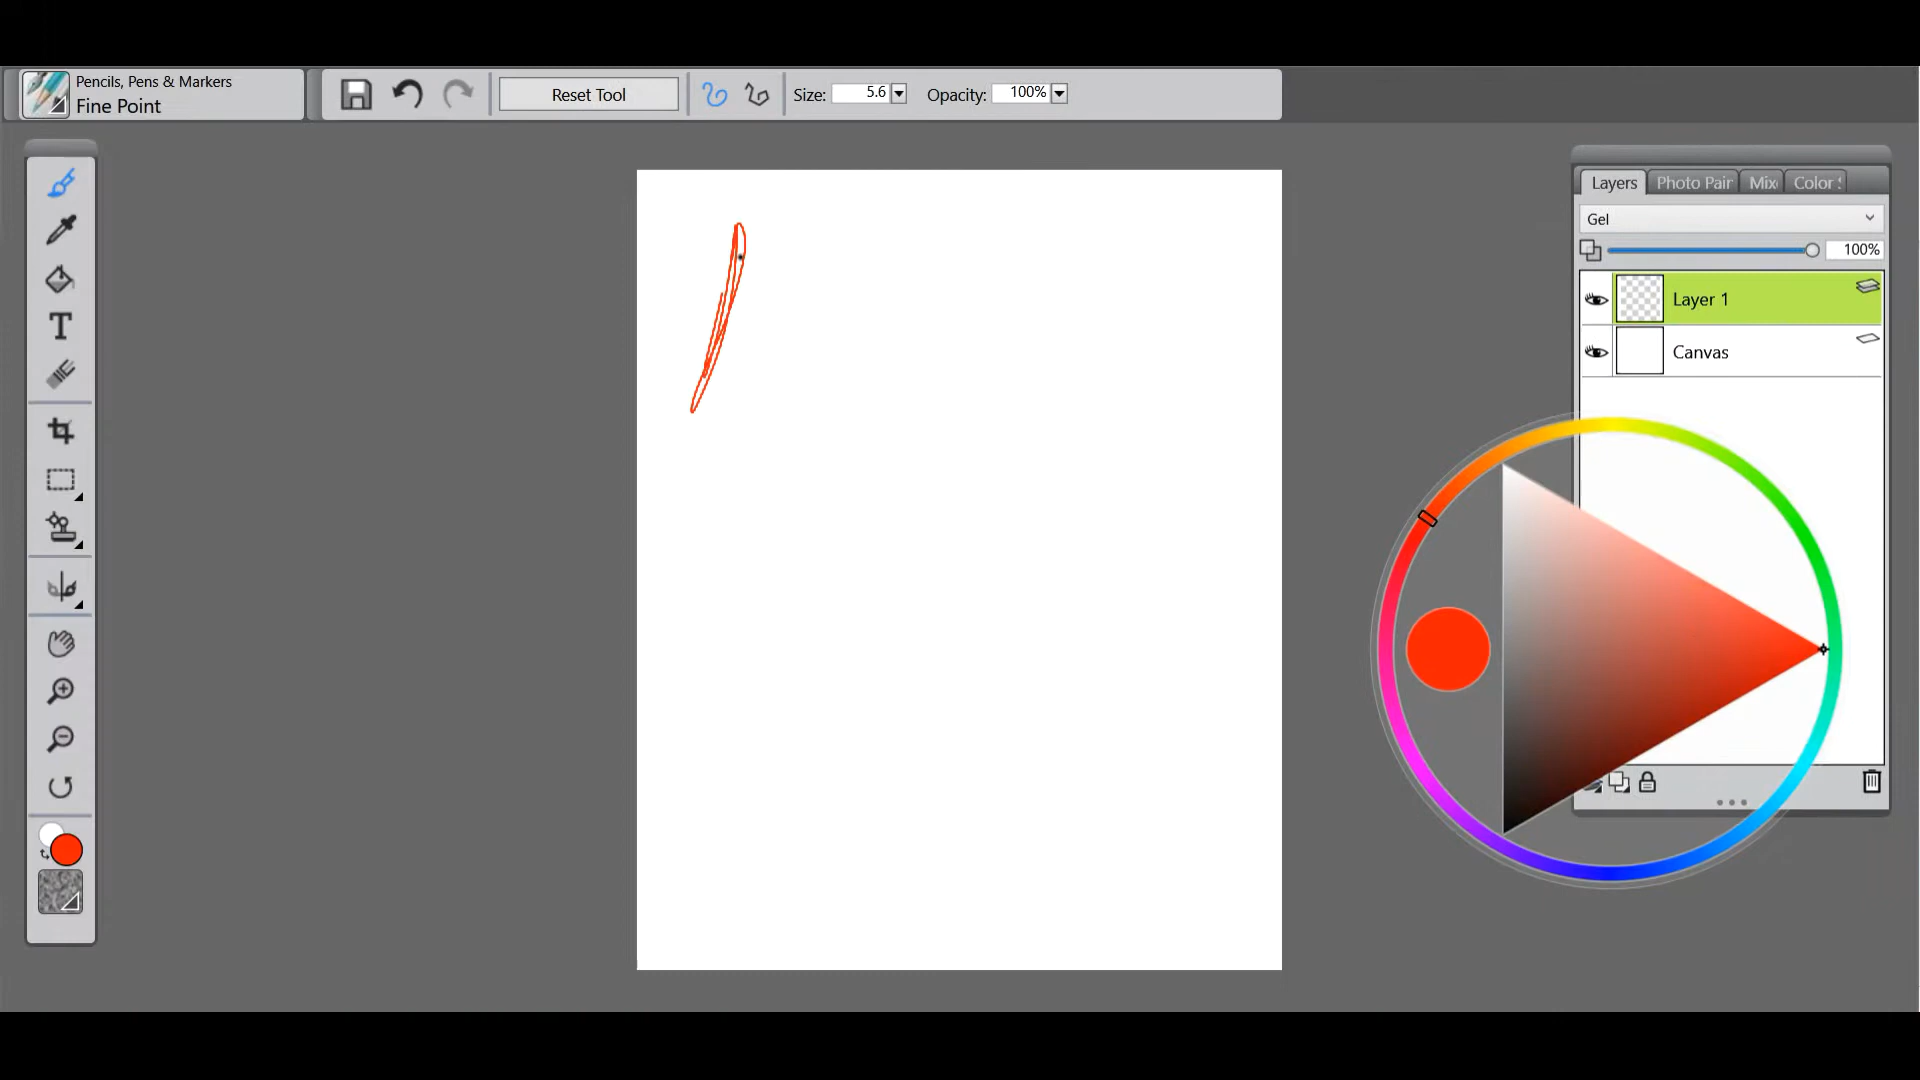 Pencils, Pens & Markers
Fine Point
Reset Tool
Size: 5.6
Opacity: 100%
Layers
Photo Pair
Mix
Color
Gel
100%
Layer 1
Canvas